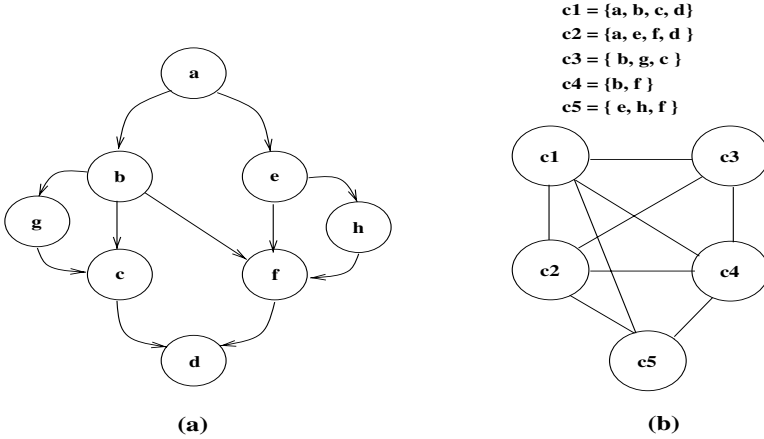 c1 = {a, b, c, d}
c2 = {a, e, f, d }
c3 = { b, g, c }
c4 = {b, f }
c5 = { e, h, f }
a
b
e
g
h
c
f
d
c1
c3
c2
c4
c5
(a)
(b)